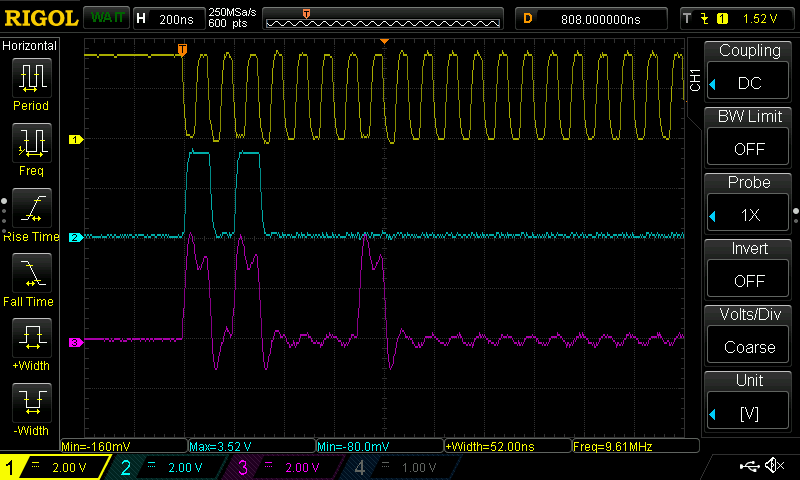 RIGOL WAIT H 200ns 250MSa/s 600 pts T D 808.000000ns T 1 1.52 V
Horizontal
Period
Freq
Rise Time
Fall Time
+Width
-Width
T
1
2
3
CH1
Coupling
DC
BW Limit
OFF
Probe
1X
Invert
OFF
Volts/Div
Coarse
Unit
[V]
Min=-160mV Max=3.52 V Min=-80.0mV +Width=52.00ns Freq=9.61MHz
1 2.00 V 2 2.00 V 3 2.00 V 4 1.00 V